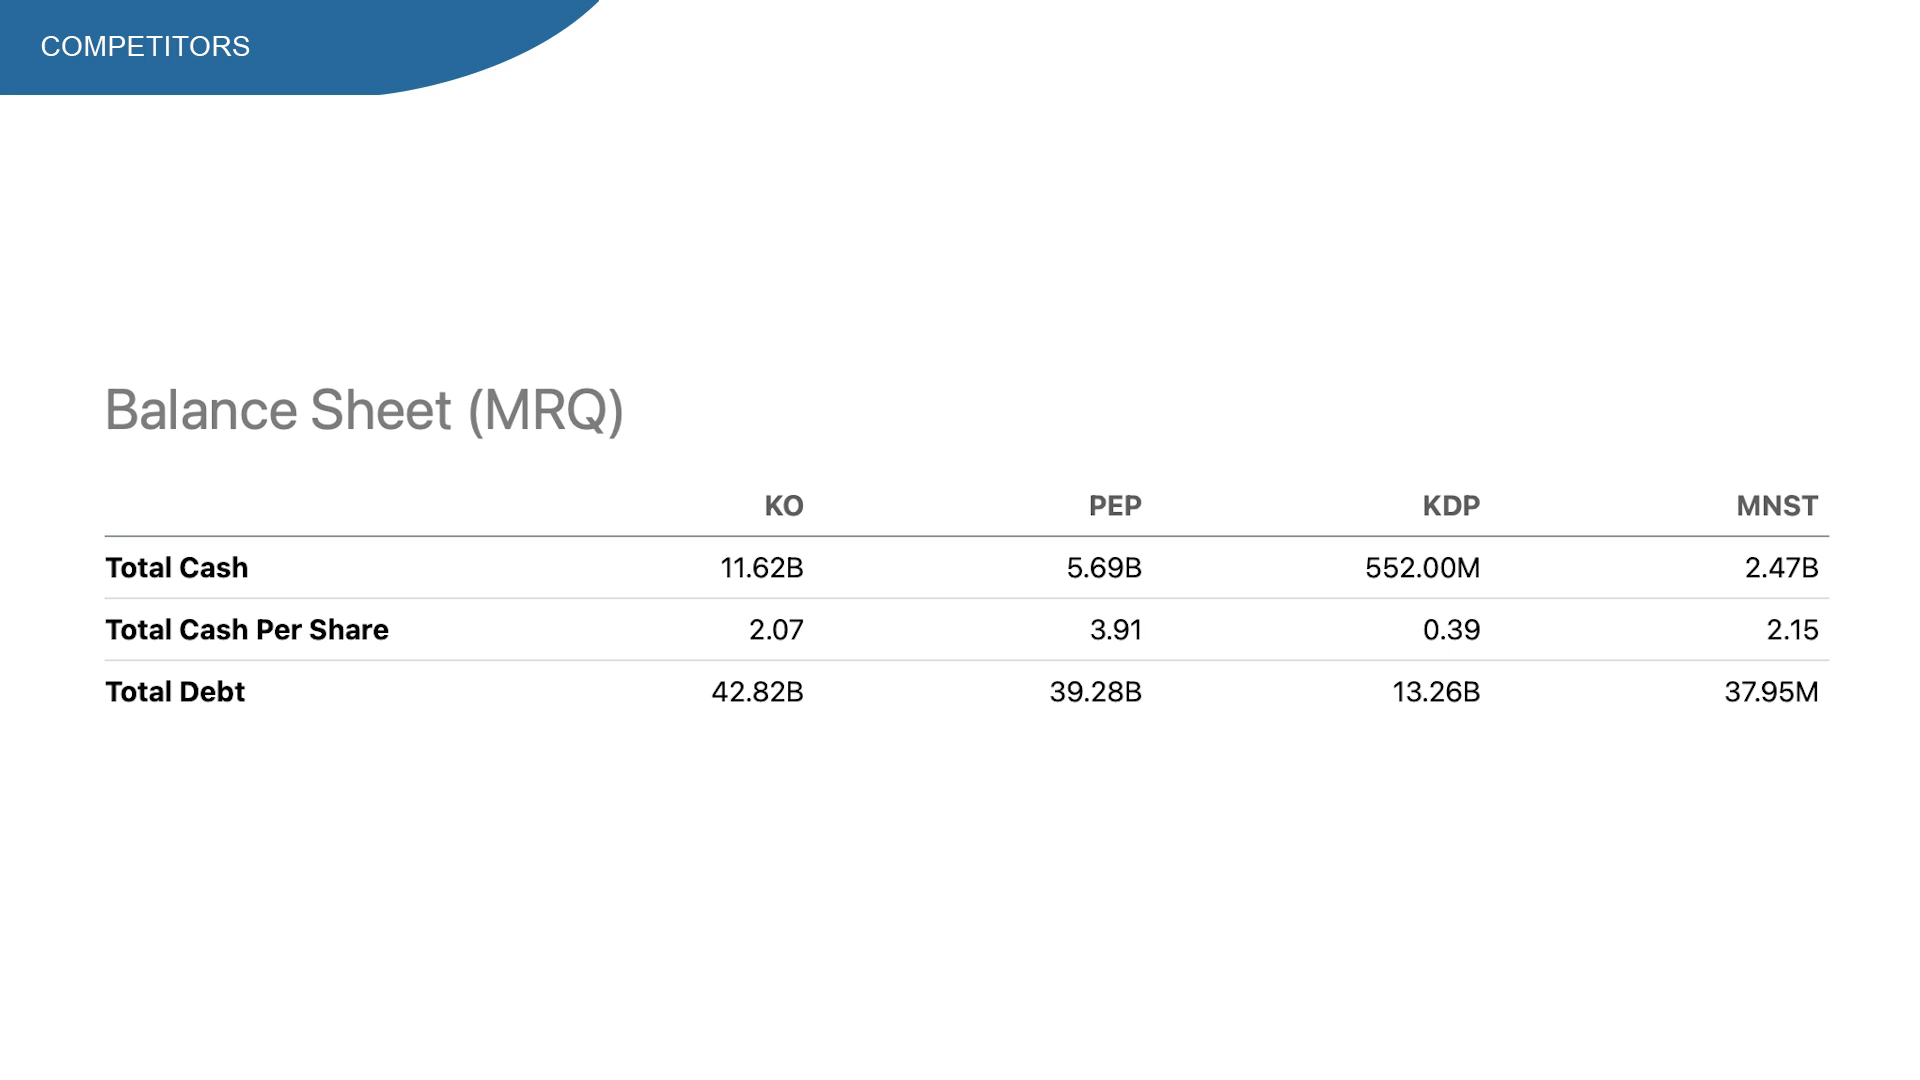 COMPETITORS
Balance Sheet (MRQ)
KO PEP KDP MNST
Total Cash 11.62B 5.69B 552.00M 2.47B
Total Cash Per Share 2.07 3.91 0.39 2.15
Total Debt 42.82B 39.28B 13.26B 37.95M